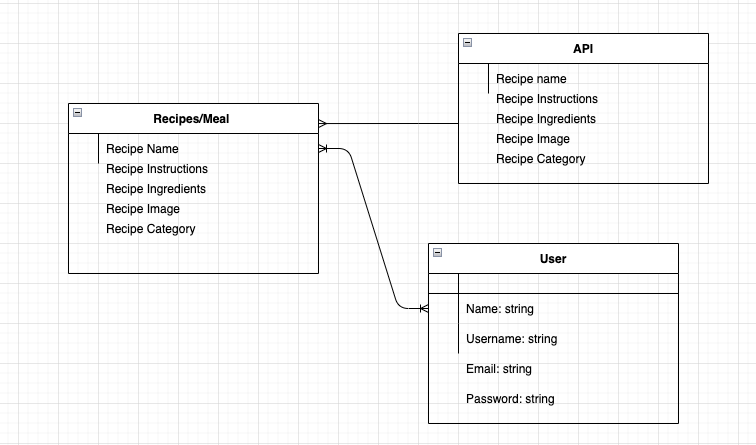 API
Recipe name
Recipe Instructions
Recipe Ingredients
Recipe Image
Recipe Category
Recipes/Meal
Recipe Name
Recipe Instructions
Recipe Ingredients
Recipe Image
Recipe Category
User
Name: string
Username: string
Email: string
Password: string